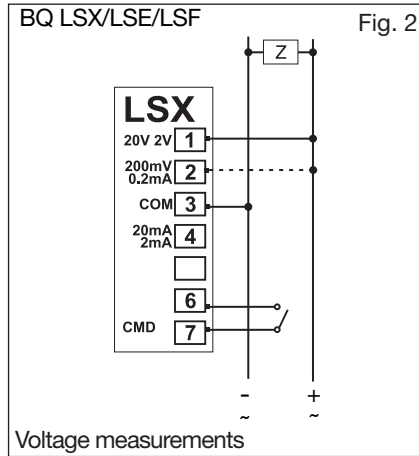 BQ LSX/LSE/LSF
Fig. 2
Z
LSX
20V 2V 1
200mV 0.2mA 2
COM 3
20mA 2mA 4
6
CMD 7
- +
~ ~
Voltage measurements